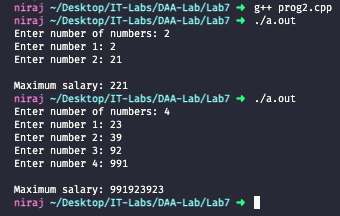 niraj ~/Desktop/IT-Labs/DAA-Lab/Lab7 ➜ g++ prog2.cpp
niraj ~/Desktop/IT-Labs/DAA-Lab/Lab7 ➜ ./a.out
Enter number of numbers: 2
Enter number 1: 2
Enter number 2: 21
Maximum salary: 221
niraj ~/Desktop/IT-Labs/DAA-Lab/Lab7 ➜ ./a.out
Enter number of numbers: 4
Enter number 1: 23
Enter number 2: 39
Enter number 3: 92
Enter number 4: 991
Maximum salary: 991923923
niraj ~/Desktop/IT-Labs/DAA-Lab/Lab7 ➜